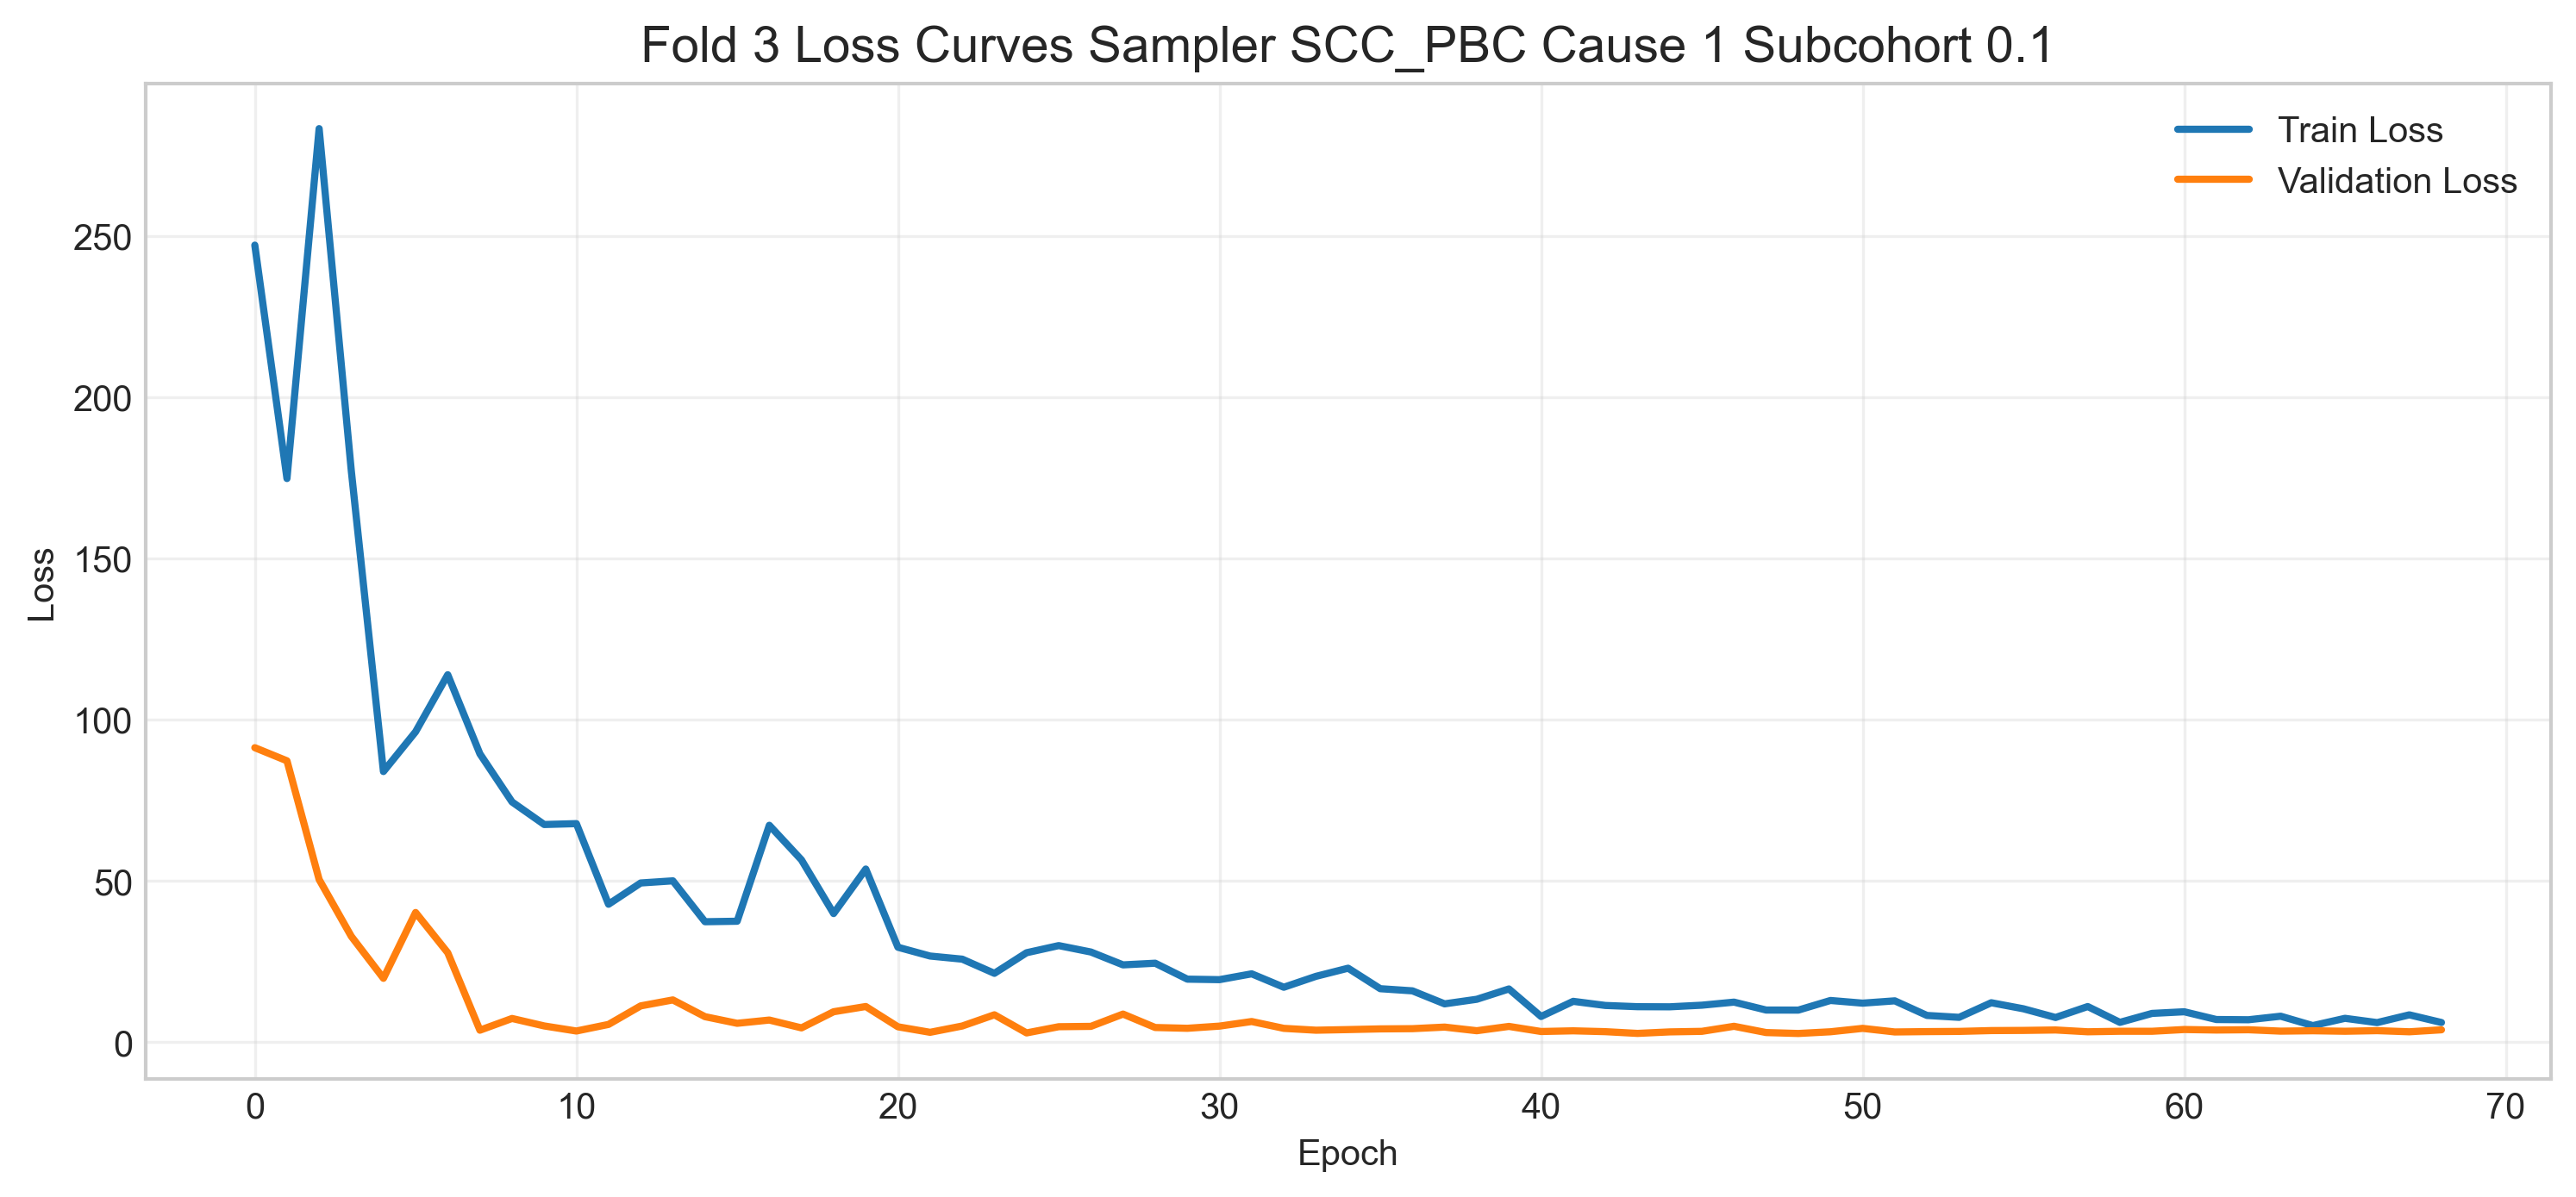 Fold 3 Loss Curves Sampler SCC_PBC Cause 1 Subcohort 0.1
Train Loss
Validation Loss
250
200
150
100
50
0
Loss
0 10 20 30 40 50 60 70
Epoch